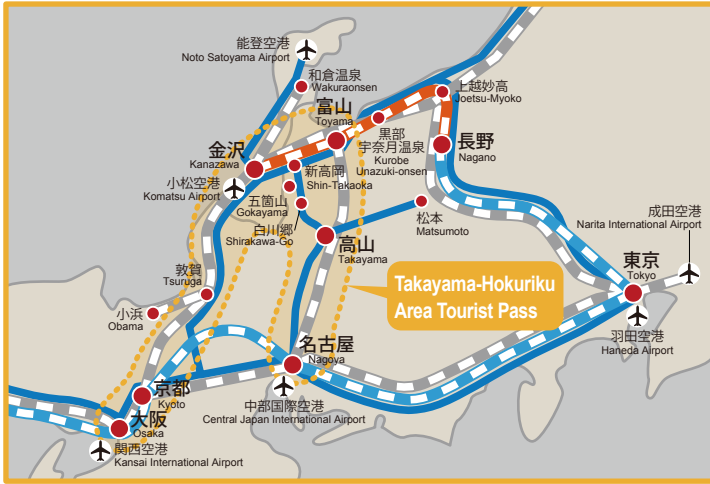 能登空港
Noto Satoyama Airport
和倉温泉
Wakuraonsen
上越妙高
Joetsu-Myoko
富山
Toyama
黒部
宇奈月温泉
Kurobe
Unazuki-onsen
長野
Nagano
金沢
Kanazawa
新高岡
Shin-Takaoka
小松空港
Komatsu Airport
五箇山
Gokayama
白川郷
Shirakawa-Go
松本
Matsumoto
成田空港
Narita International Airport
高山
Takayama
敦賀
Tsuruga
東京
Tokyo
Takayama-Hokuriku
Area Tourist Pass
小浜
Obama
羽田空港
Haneda Airport
名古屋
Nagoya
京都
Kyoto
中部国際空港
Central Japan International Airport
大阪
Osaka
関西空港
Kansai International Airport